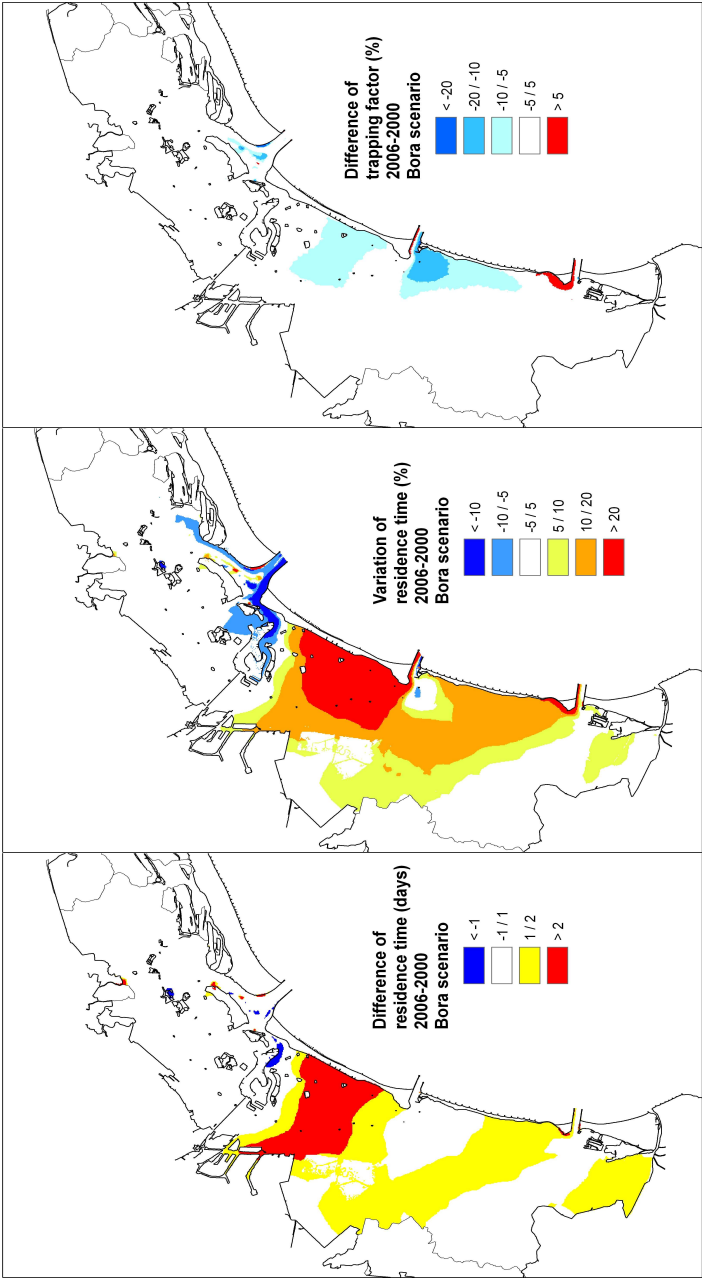 Difference of
trapping factor (%)
2006-2000
Bora scenario
< -20
-20 / -10
-10 / -5
-5 / 5
> 5
Variation of
residence time (%)
2006-2000
Bora scenario
< -10
-10 / -5
-5 / 5
5 / 10
10 / 20
> 20
Difference of
residence time (days)
2006-2000
Bora scenario
< -1
-1 / 1
1 / 2
> 2